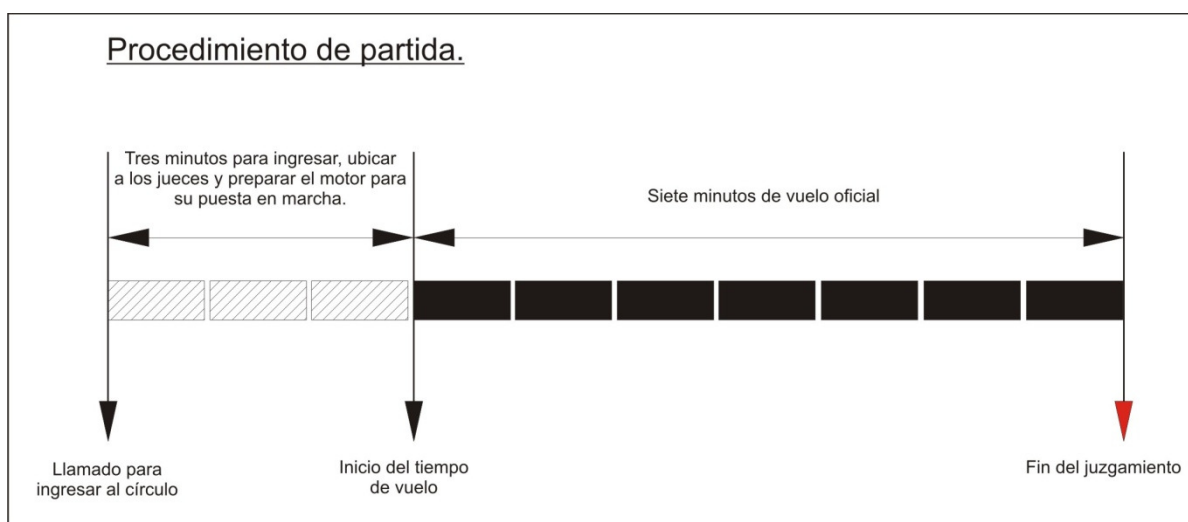 Procedimiento de partida.
Tres minutos para ingresar, ubicar
a los jueces y preparar el motor para
su puesta en marcha.
Siete minutos de vuelo oficial
Llamado para
ingresar al círculo
Inicio del tiempo
de vuelo
Fin del juzgamiento